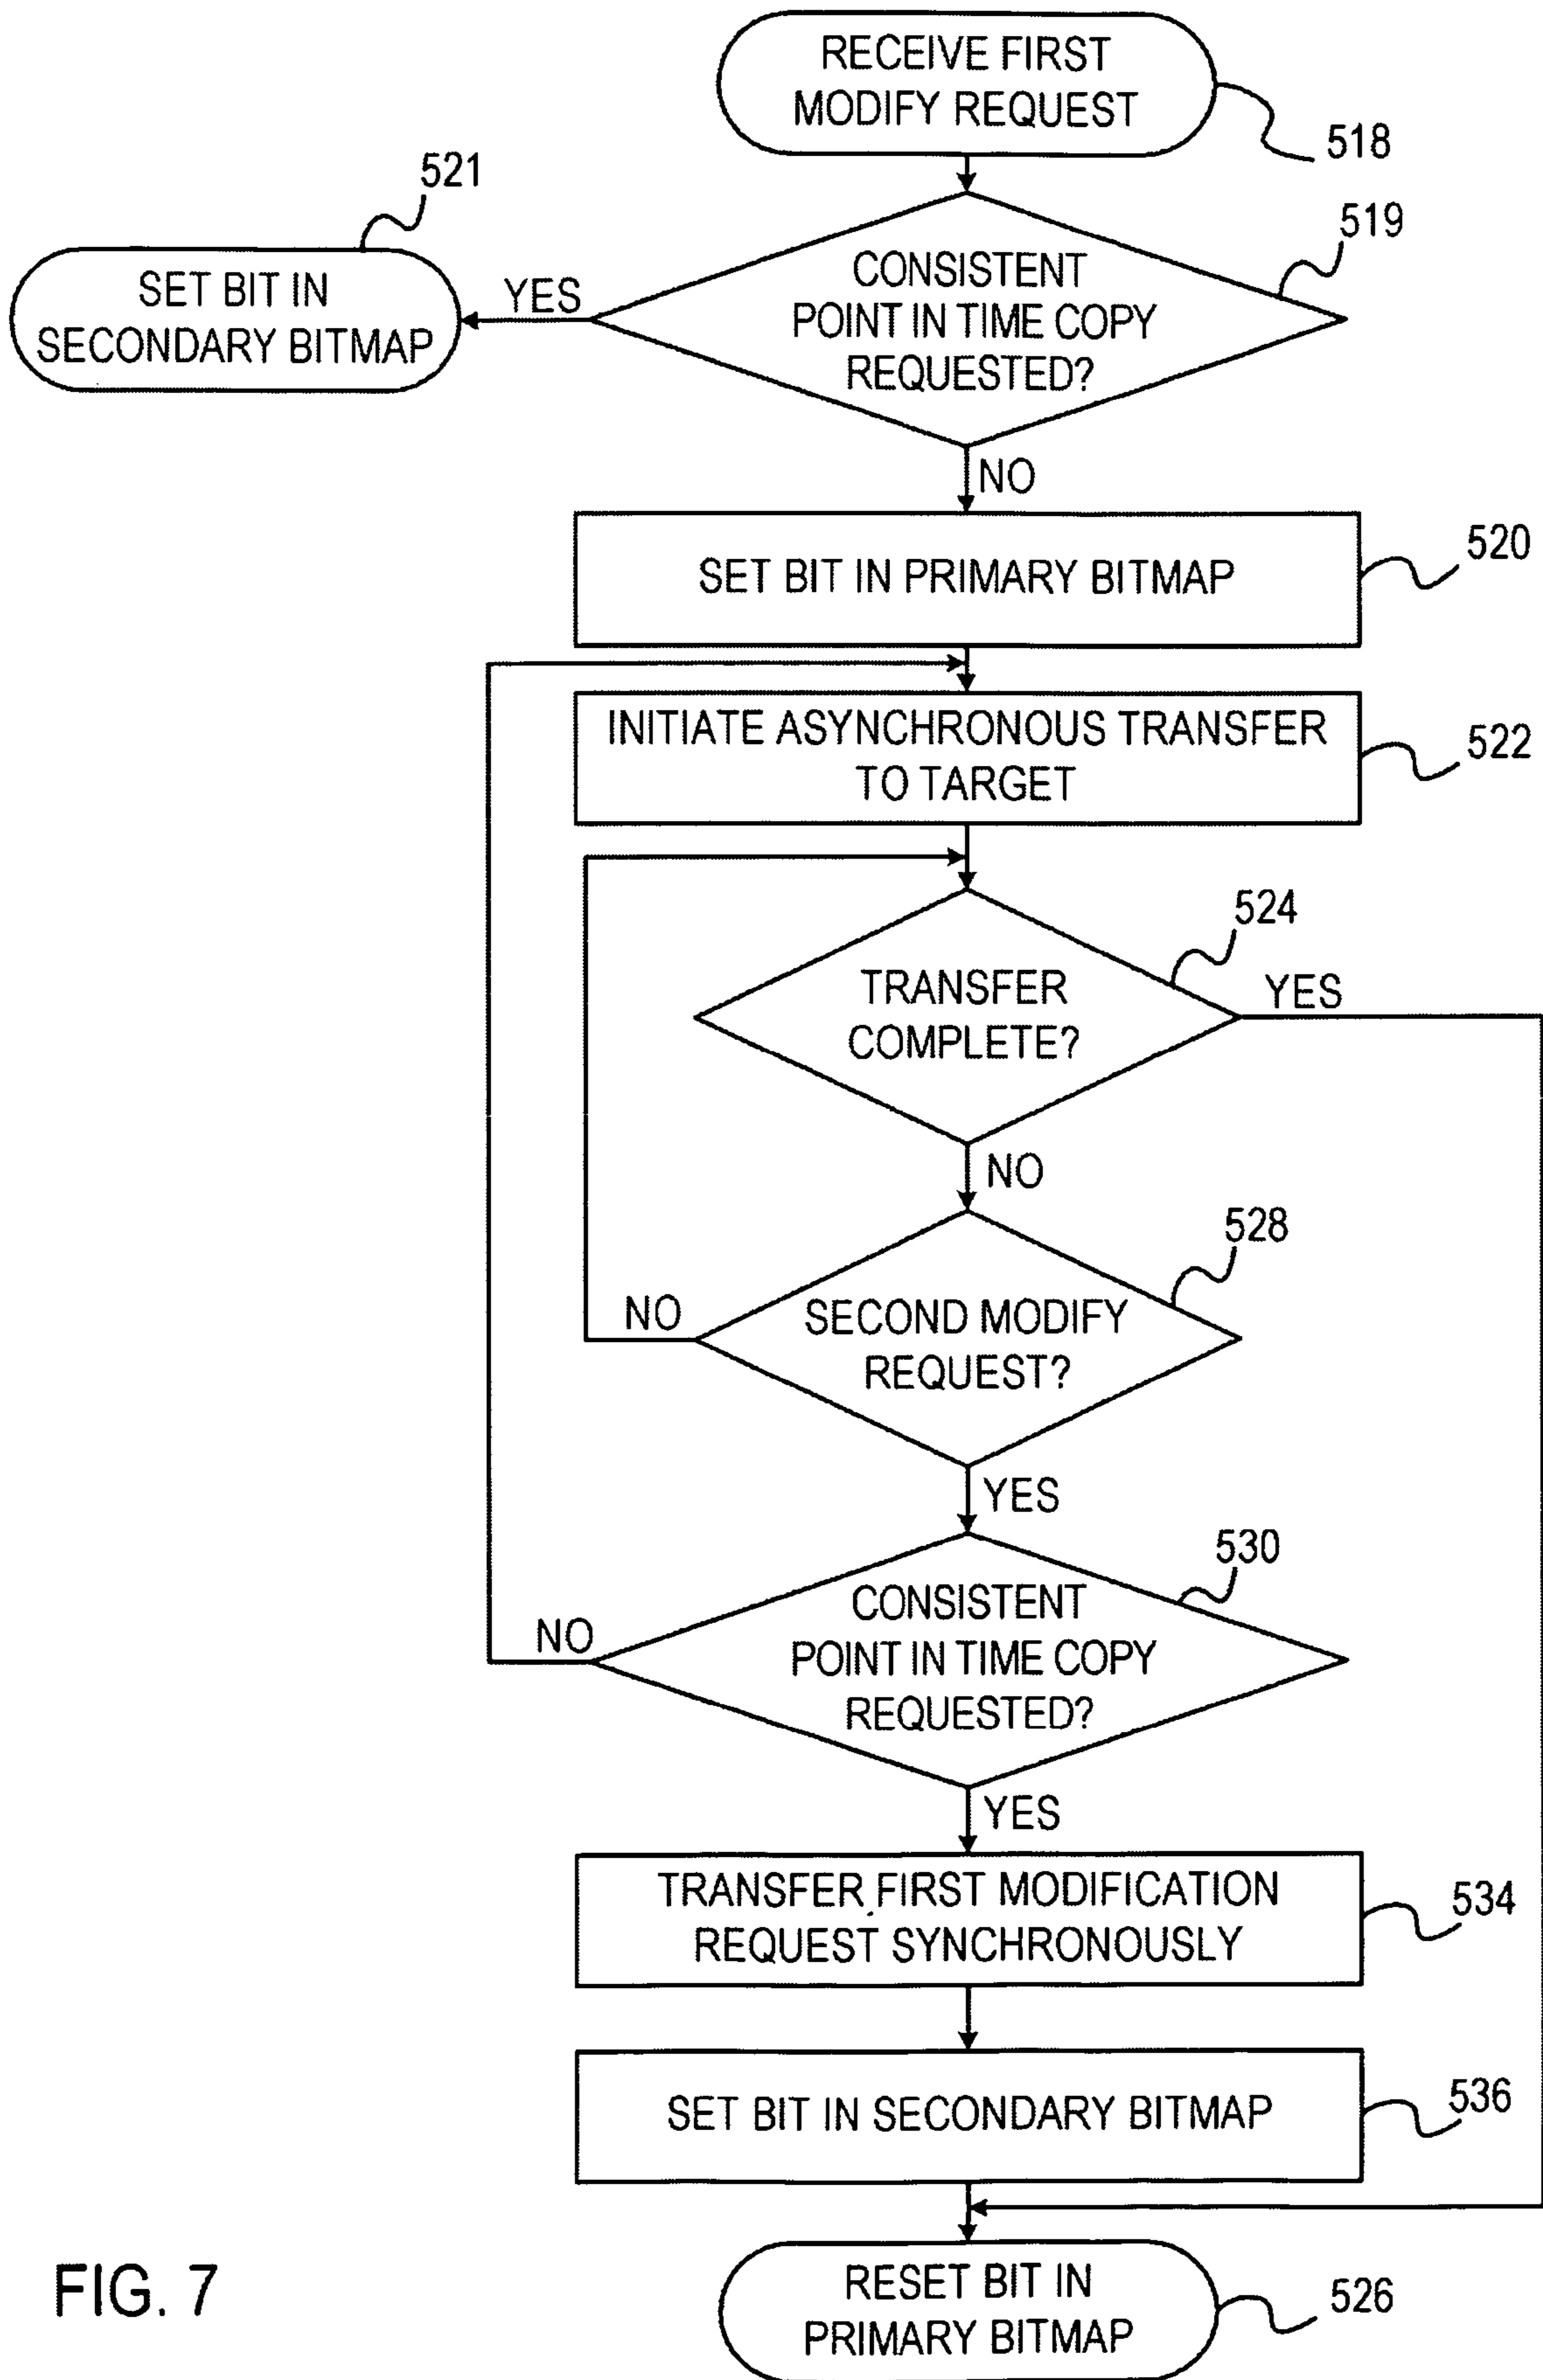 RECEIVE FIRST
MODIFY REQUEST
518
521
519
SET BIT IN
SECONDARY BITMAP
YES
CONSISTENT
POINT IN TIME COPY
REQUESTED?
NO
SET BIT IN PRIMARY BITMAP
520
INITIATE ASYNCHRONOUS TRANSFER
TO TARGET
522
524
TRANSFER
COMPLETE?
YES
NO
528
SECOND MODIFY
REQUEST?
NO
YES
530
CONSISTENT
POINT IN TIME COPY
REQUESTED?
NO
YES
TRANSFER FIRST MODIFICATION
REQUEST SYNCHRONOUSLY
534
SET BIT IN SECONDARY BITMAP
536
RESET BIT IN
PRIMARY BITMAP
526
FIG. 7